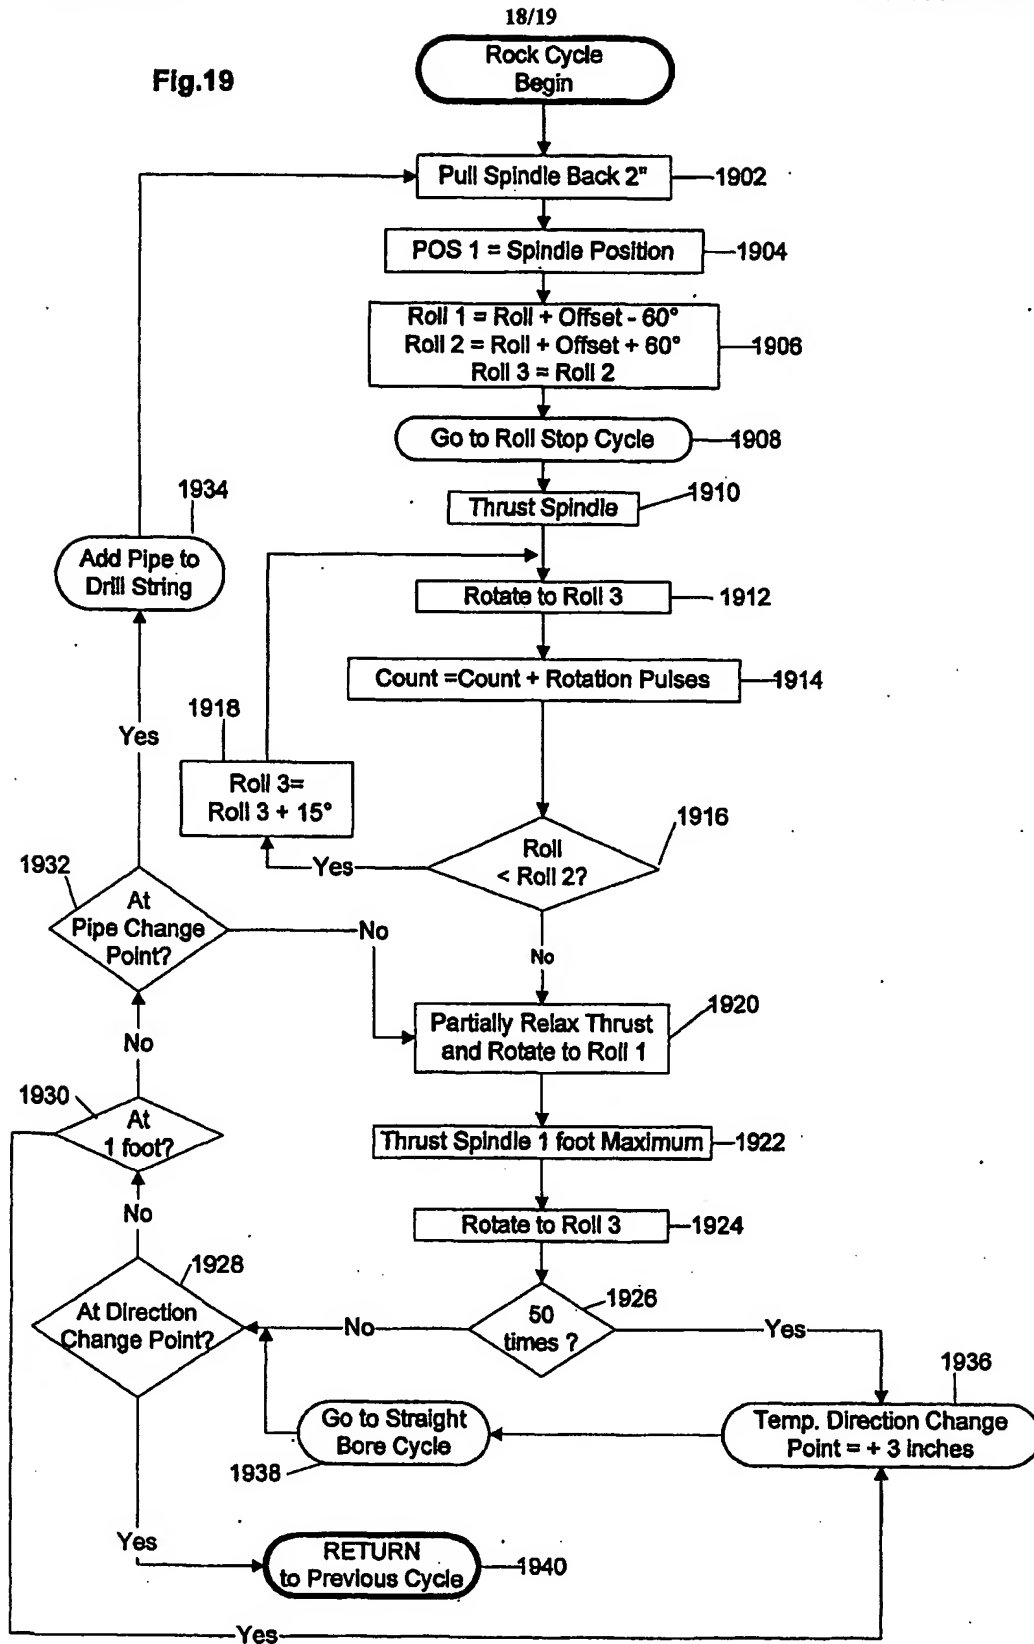 18/19
Fig.19
Rock Cycle
Begin
Pull Spindle Back 2"
1902
POS 1 = Spindle Position
1904
Roll 1 = Roll + Offset - 60°
Roll 2 = Roll + Offset + 60°
Roll 3 = Roll 2
1906
Go to Roll Stop Cycle
1908
Thrust Spindle
1910
1934
Add Pipe to
Drill String
Rotate to Roll 3
1912
Count =Count + Rotation Pulses
1914
1918
Yes
Roll 3=
Roll 3 + 15°
1916
Roll
< Roll 2?
Yes
1932
At
Pipe Change
Point?
No
No
Partially Relax Thrust
and Rotate to Roll 1
1920
No
1930
At
1 foot?
Thrust Spindle 1 foot Maximum
1922
No
Rotate to Roll 3
1924
1928
At Direction
Change Point?
No
50
times ?
1926
Yes
1936
Temp. Direction Change
Point = + 3 inches
Go to Straight
Bore Cycle
1938
Yes
RETURN
to Previous Cycle
1940
Yes